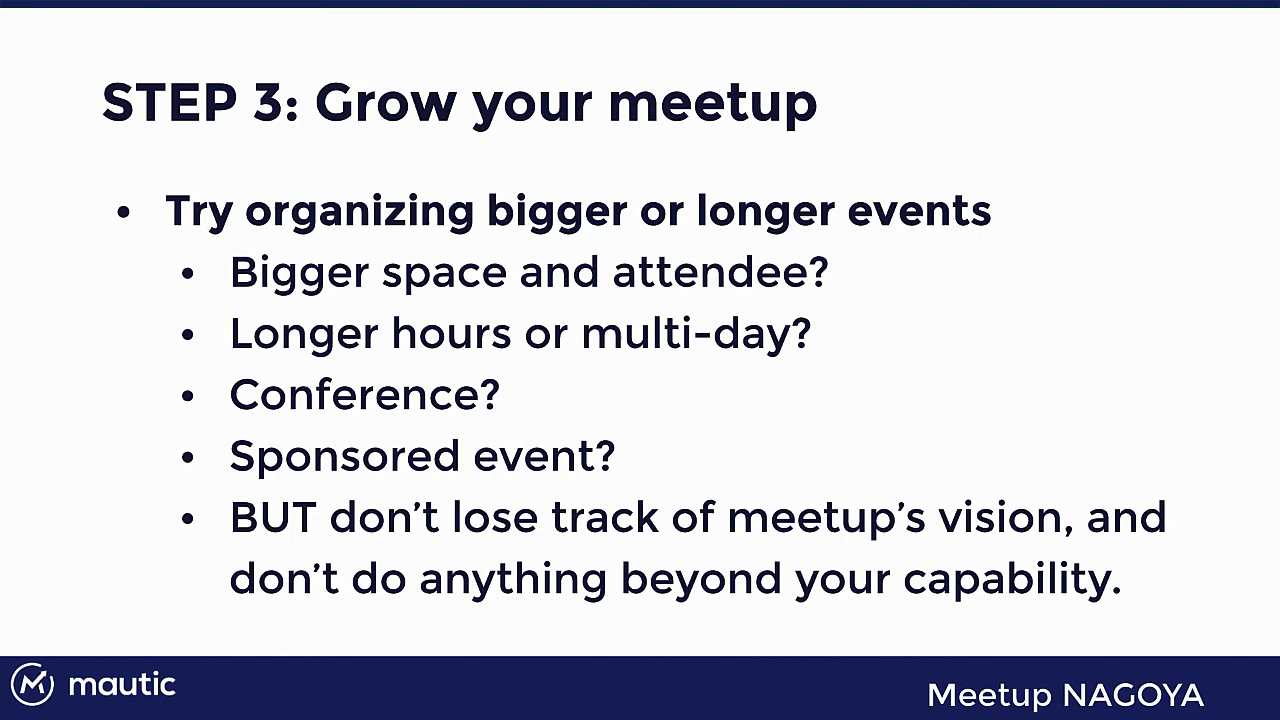 STEP 3: Grow your meetup
• Try organizing bigger or longer events
• Bigger space and attendee?
• Longer hours or multi-day?
• Conference?
• Sponsored event?
• BUT don’t lose track of meetup’s vision, and
don’t do anything beyond your capability.
mautic
Meetup NAGOYA